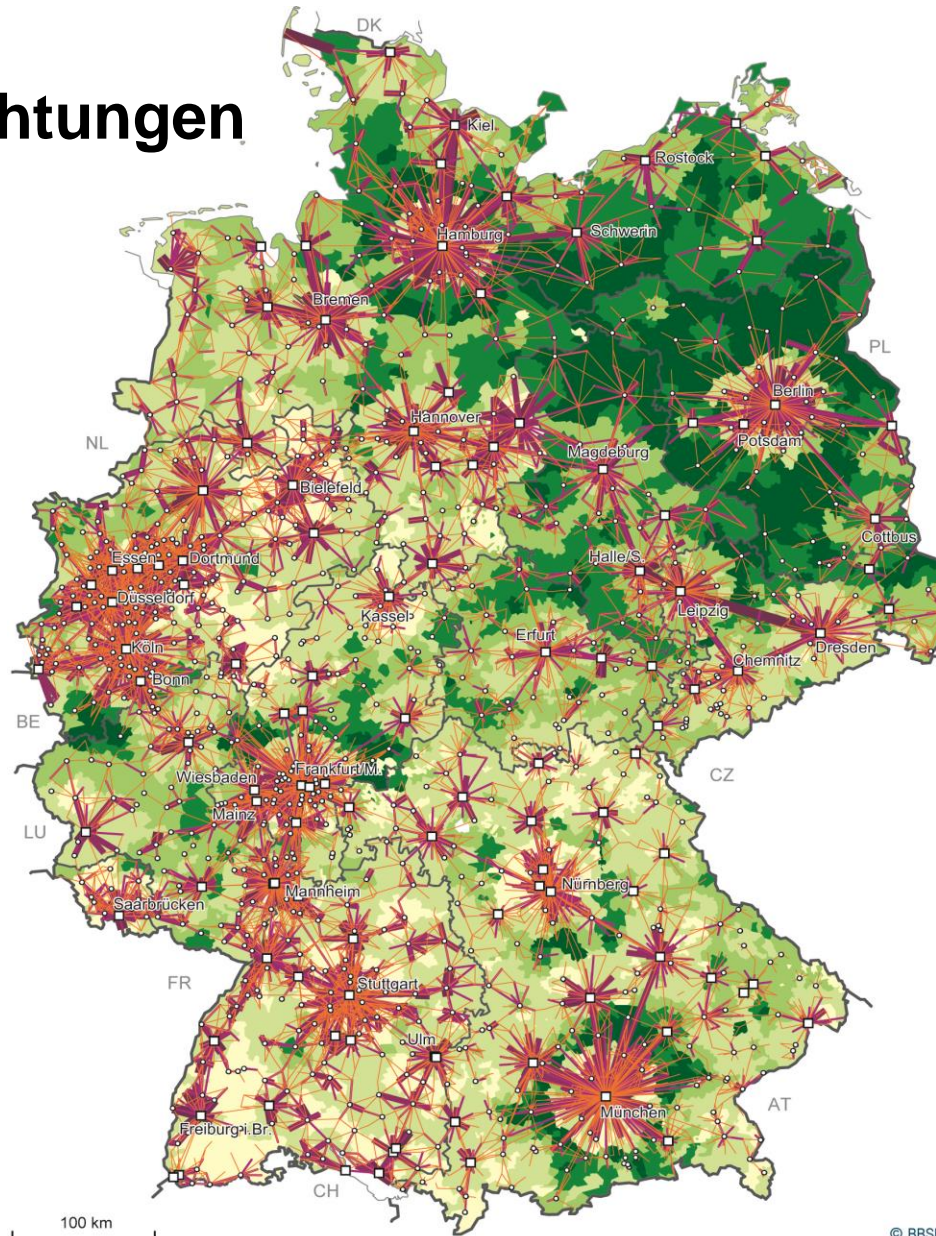 DK
htungen
Kiel
Rostock
Hamburg
Schwerin
Bremen
PL
Berlin
Hannover
NL
Potsdam
Magdeburg
Bielefeld
Cottbus
Essen
Dortmund
Halle/S.
Düsseldorf
Leipzig
Kassel
Erfurt
Köln
Dresden
Chemnitz
Bonn
BE
Wiesbaden
Frankfurt/M.
CZ
Mainz
LU
Nürnberg
Mannheim
Saarbrücken
FR
Stuttgart
Ulm
München
AT
Freiburg i.Br.
CH
100 km
© BBS